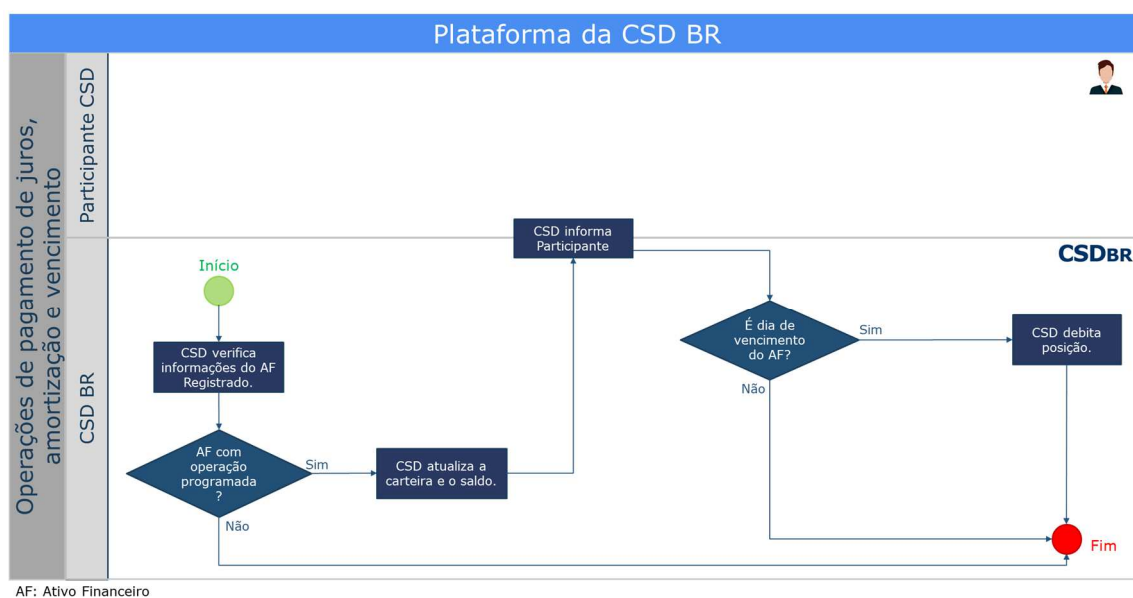 Plataforma da CSD BR
Operações de pagamento de juros,
amortização e vencimento
Participante CSD
CSD BR
CSD informa
Participante
CSDBR
Início
CSD verifica
informações do AF
Registrado.
AF com
operação
programada
?
Sim
Não
CSD atualiza a
carteira e o saldo.
É dia de
vencimento
do AF?
Sim
Não
CSD debita
posição.
Fim
AF: Ativo Financeiro